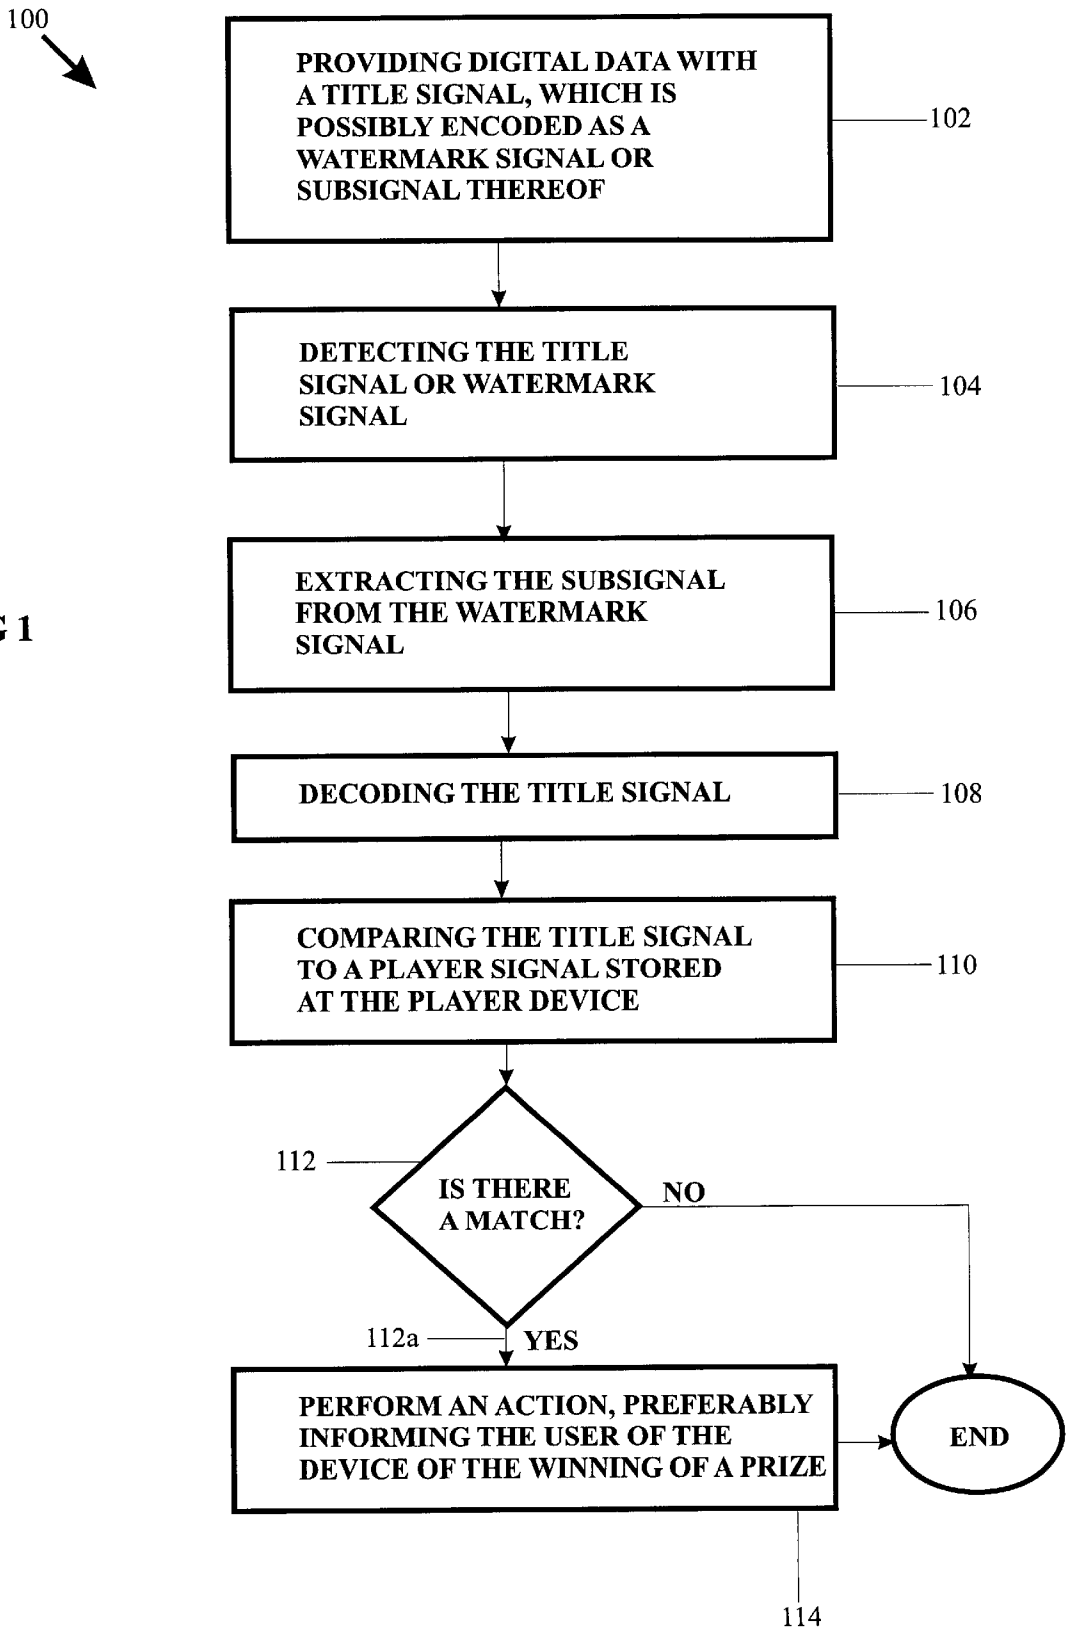 100
PROVIDING DIGITAL DATA WITH
A TITLE SIGNAL, WHICH IS
POSSIBLY ENCODED AS A
WATERMARK SIGNAL OR
SUBSIGNAL THEREOF
102
DETECTING THE TITLE
SIGNAL OR WATERMARK
SIGNAL
104
EXTRACTING THE SUBSIGNAL
FROM THE WATERMARK
SIGNAL
106
G 1
DECODING THE TITLE SIGNAL
108
COMPARING THE TITLE SIGNAL
TO A PLAYER SIGNAL STORED
AT THE PLAYER DEVICE
110
112
IS THERE
A MATCH?
NO
112a
YES
PERFORM AN ACTION, PREFERABLY
INFORMING THE USER OF THE
DEVICE OF THE WINNING OF A PRIZE
END
114